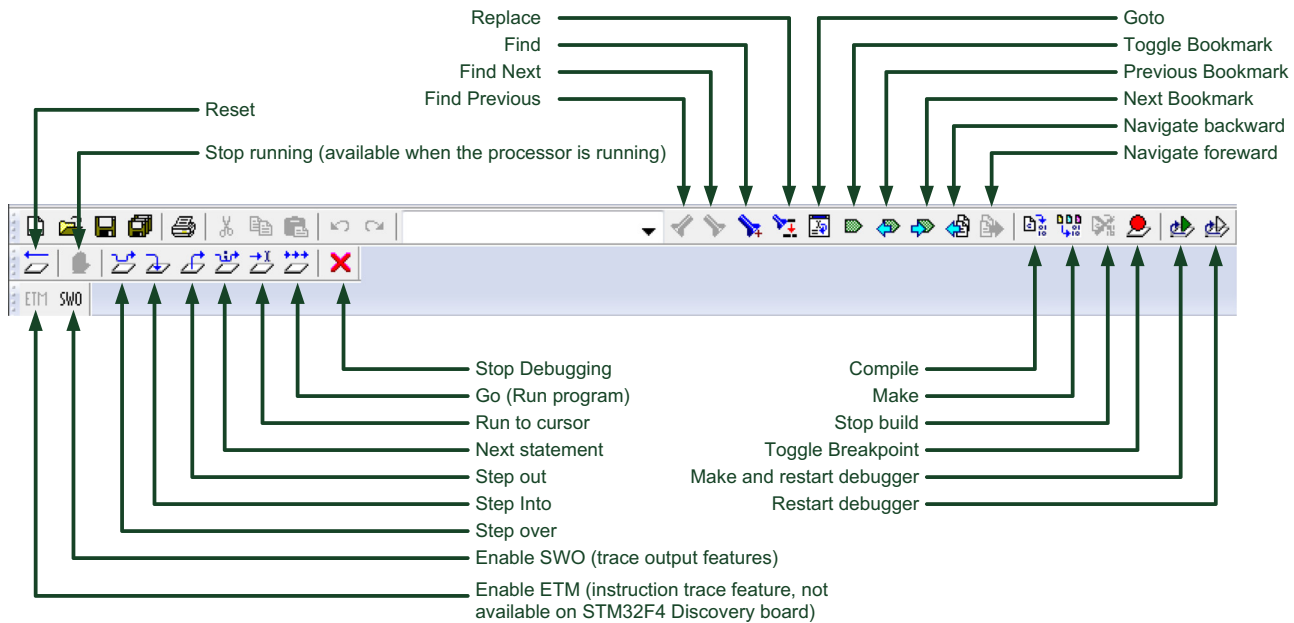 Replace
Find
Find Next
Find Previous
Goto
Toggle Bookmark
Previous Bookmark
Next Bookmark
Navigate backward
Navigate foreward
Reset
Stop running (available when the processor is running)
ETM SWO
Stop Debugging
Go (Run program)
Run to cursor
Next statement
Step out
Step Into
Step over
Enable SWO (trace output features)
Enable ETM (instruction trace feature, not
available on STM32F4 Discovery board)
Compile
Make
Stop build
Toggle Breakpoint
Make and restart debugger
Restart debugger